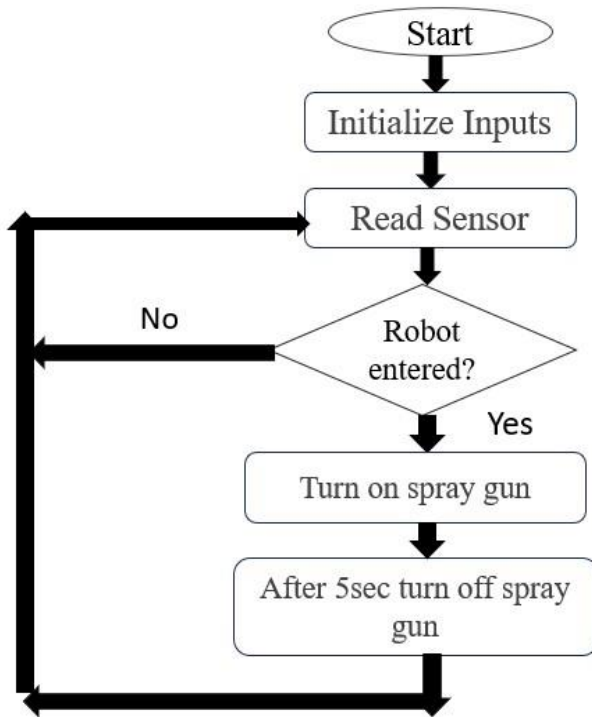 Start
Initialize Inputs
Read Sensor
No
Robot
entered?
Yes
Turn on spray gun
After 5sec turn off spray
gun